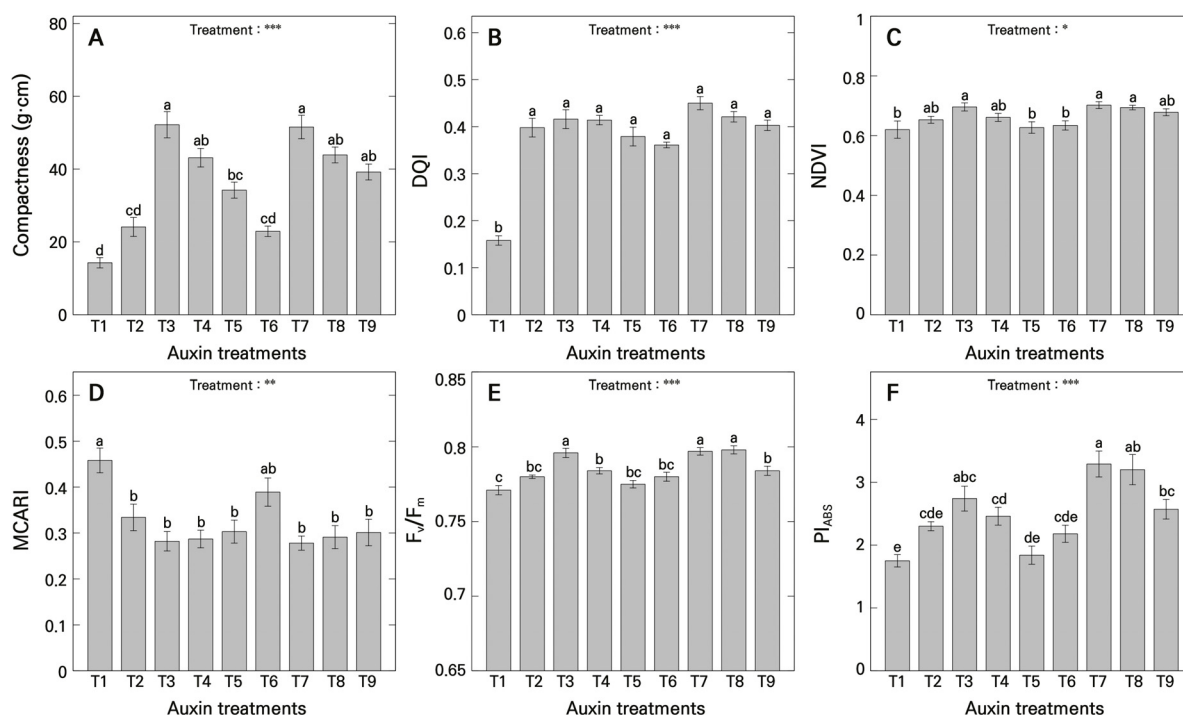 A
Treatment : ***
Compactness (g·cm)
80
60
40
20
0
a
a
ab
ab
ab
bc
cd
cd
d
T1 T2 T3 T4 T5 T6 T7 T8 T9
Auxin treatments
B
Treatment : ***
DQI
0.6
0.5
0.4
0.3
0.2
0.1
0
b a a a a a a a a
T1 T2 T3 T4 T5 T6 T7 T8 T9
Auxin treatments
C
Treatment : *
NDVI
1
0.8
0.6
0.4
0.2
0
b ab a ab b b a a ab
T1 T2 T3 T4 T5 T6 T7 T8 T9
Auxin treatments
D
Treatment : **
MCARI
0.6
0.5
0.4
0.3
0.2
0.1
0
a b b b b ab b b b
T1 T2 T3 T4 T5 T6 T7 T8 T9
Auxin treatments
E
Treatment : ***
Fv/Fm
0.85
0.8
0.75
0.7
0.65
c bc a b bc bc a a b
T1 T2 T3 T4 T5 T6 T7 T8 T9
Auxin treatments
F
Treatment : ***
PIABS
4
3
2
1
0
e cde abc cd de cde a ab bc
T1 T2 T3 T4 T5 T6 T7 T8 T9
Auxin treatments